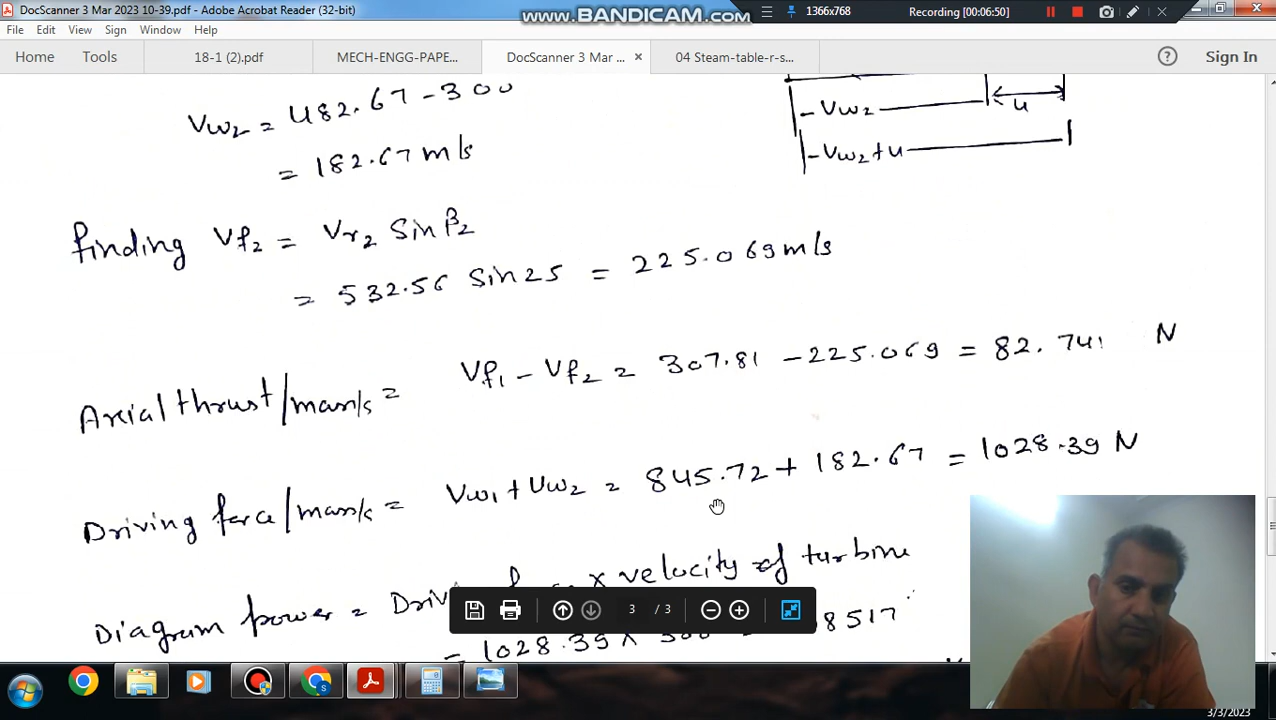 DocScanner 3 Mar 2023 10-39.pdf - Adobe Acrobat Reader (32-bit)
www.BANDICAM.com
1366x768
Recording [00:06:50]
File Edit View Sign Window Help
Home Tools 18-1 (2).pdf MECH-ENGG-PAPE... DocScanner 3 Mar ... × 04 Steam-table-r-s... Sign In
Vw2 = 482.67 - 300
= 182.67 m/s
Vw2
u
Vw2+u
finding Vf2 = Vr2 Sin β2
= 532.56 Sin 25 = 225.069 m/s
Axial thrust/mass/s = Vf1 - Vf2 = 307.81 - 225.069 = 82.741 N
Driving force/mass/s = Vw1 + Vw2 = 845.72 + 182.67 = 1028.39 N
Diagram power = x velocity of turbine
= 1028.39 x 8517
3 / 3
3/3/2023